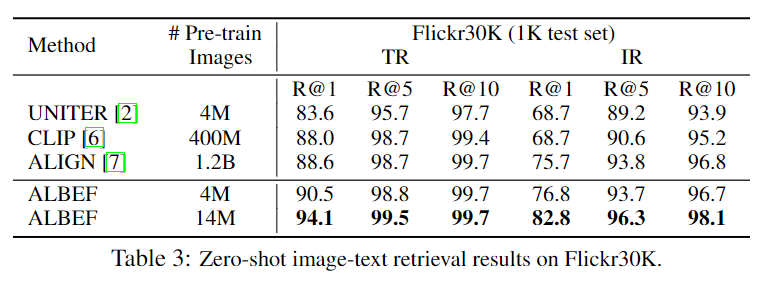 Method # Pre-train Images Flickr30K (1K test set)
TR IR
R@1 R@5 R@10 R@1 R@5 R@10
UNITER [2] 4M 83.6 95.7 97.7 68.7 89.2 93.9
CLIP [6] 400M 88.0 98.7 99.4 68.7 90.6 95.2
ALIGN [7] 1.2B 88.6 98.7 99.7 75.7 93.8 96.8
ALBEF 4M 90.5 98.8 99.7 76.8 93.7 96.7
ALBEF 14M 94.1 99.5 99.7 82.8 96.3 98.1
Table 3: Zero-shot image-text retrieval results on Flickr30K.